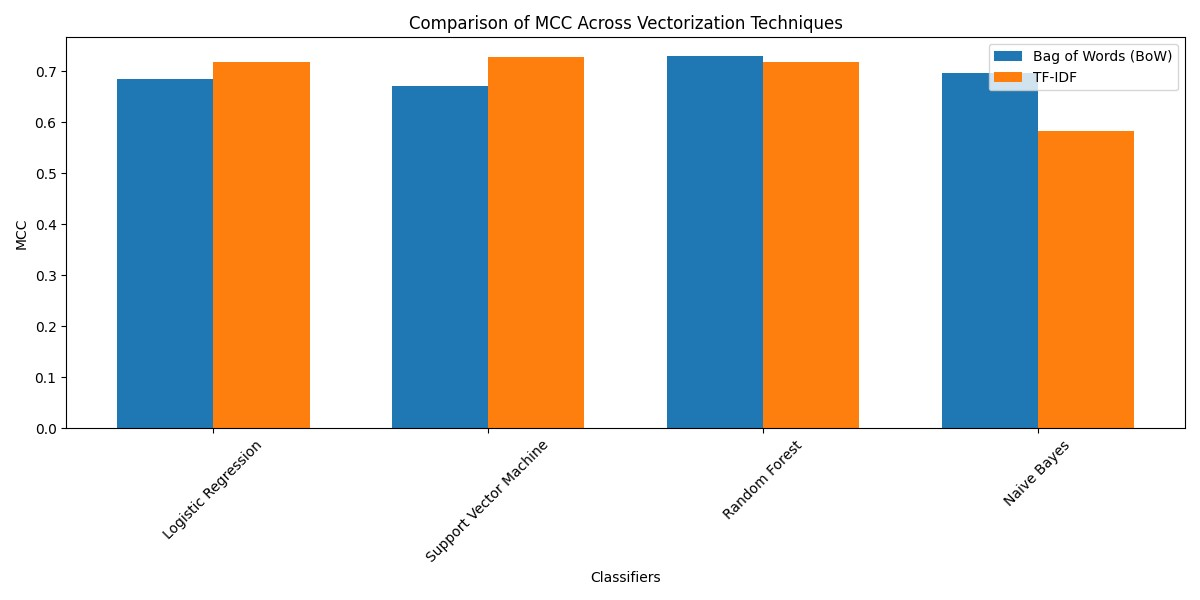 Comparison of MCC Across Vectorization Techniques
Bag of Words (BoW)
TF-IDF
MCC
0.7
0.6
0.5
0.4
0.3
0.2
0.1
0.0
Logistic Regression
Support Vector Machine
Random Forest
Naive Bayes
Classifiers